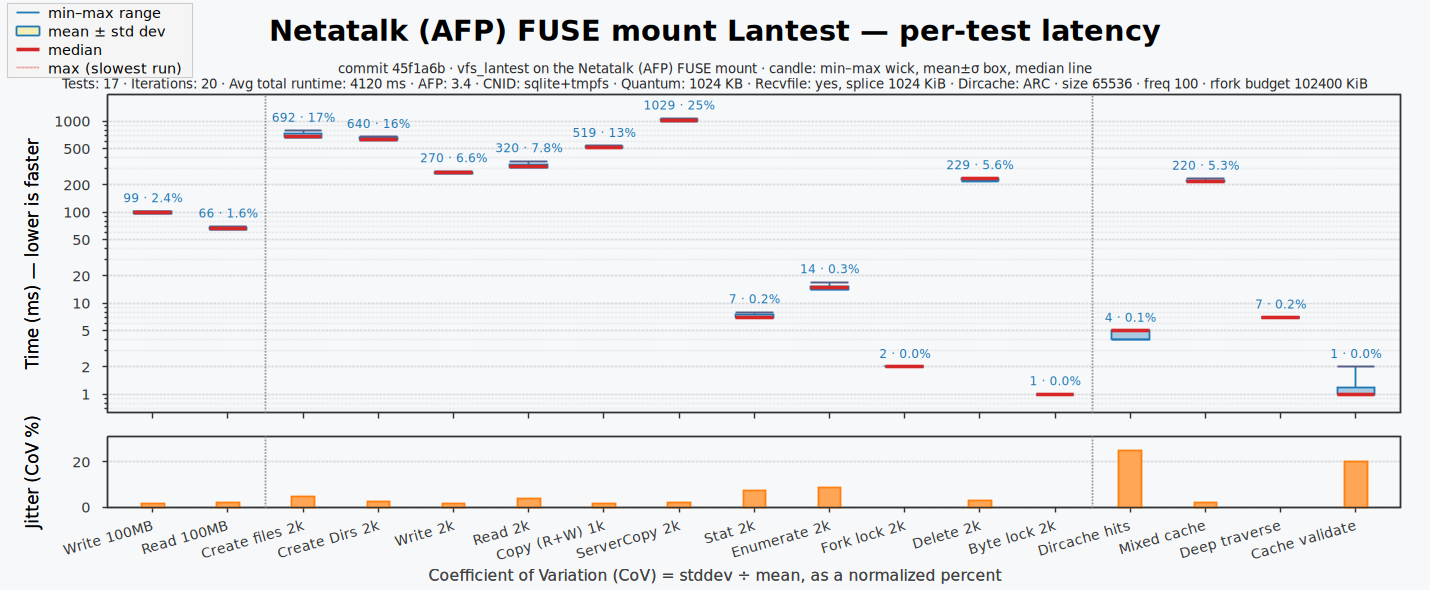 min–max range
mean ± std dev
median
max (slowest run)
Netatalk (AFP) FUSE mount Lantest — per-test latency
commit 45f1a6b · vfs_lantest on the Netatalk (AFP) FUSE mount · candle: min–max wick, mean±σ box, median line
Tests: 17 · Iterations: 20 · Avg total runtime: 4120 ms · AFP: 3.4 · CNID: sqlite+tmpfs · Quantum: 1024 KB · Recvfile: yes, splice 1024 KiB · Dircache: ARC · size 65536 · freq 100 · rfork budget 102400 KiB
Time (ms) — lower is faster
1000
500
200
100
50
20
10
5
2
1
99 · 2.4%
66 · 1.6%
692 · 17%
640 · 16%
270 · 6.6%
320 · 7.8%
519 · 13%
1029 · 25%
7 · 0.2%
14 · 0.3%
2 · 0.0%
229 · 5.6%
1 · 0.0%
4 · 0.1%
220 · 5.3%
7 · 0.2%
1 · 0.0%
Jitter (CoV %)
20
0
Write 100MB
Read 100MB
Create files 2k
Create Dirs 2k
Write 2k
Read 2k
Copy (R+W) 1k
ServerCopy 2k
Stat 2k
Enumerate 2k
Fork lock 2k
Delete 2k
Byte lock 2k
Dircache hits
Mixed cache
Deep traverse
Cache validate
Coefficient of Variation (CoV) = stddev ÷ mean, as a normalized percent